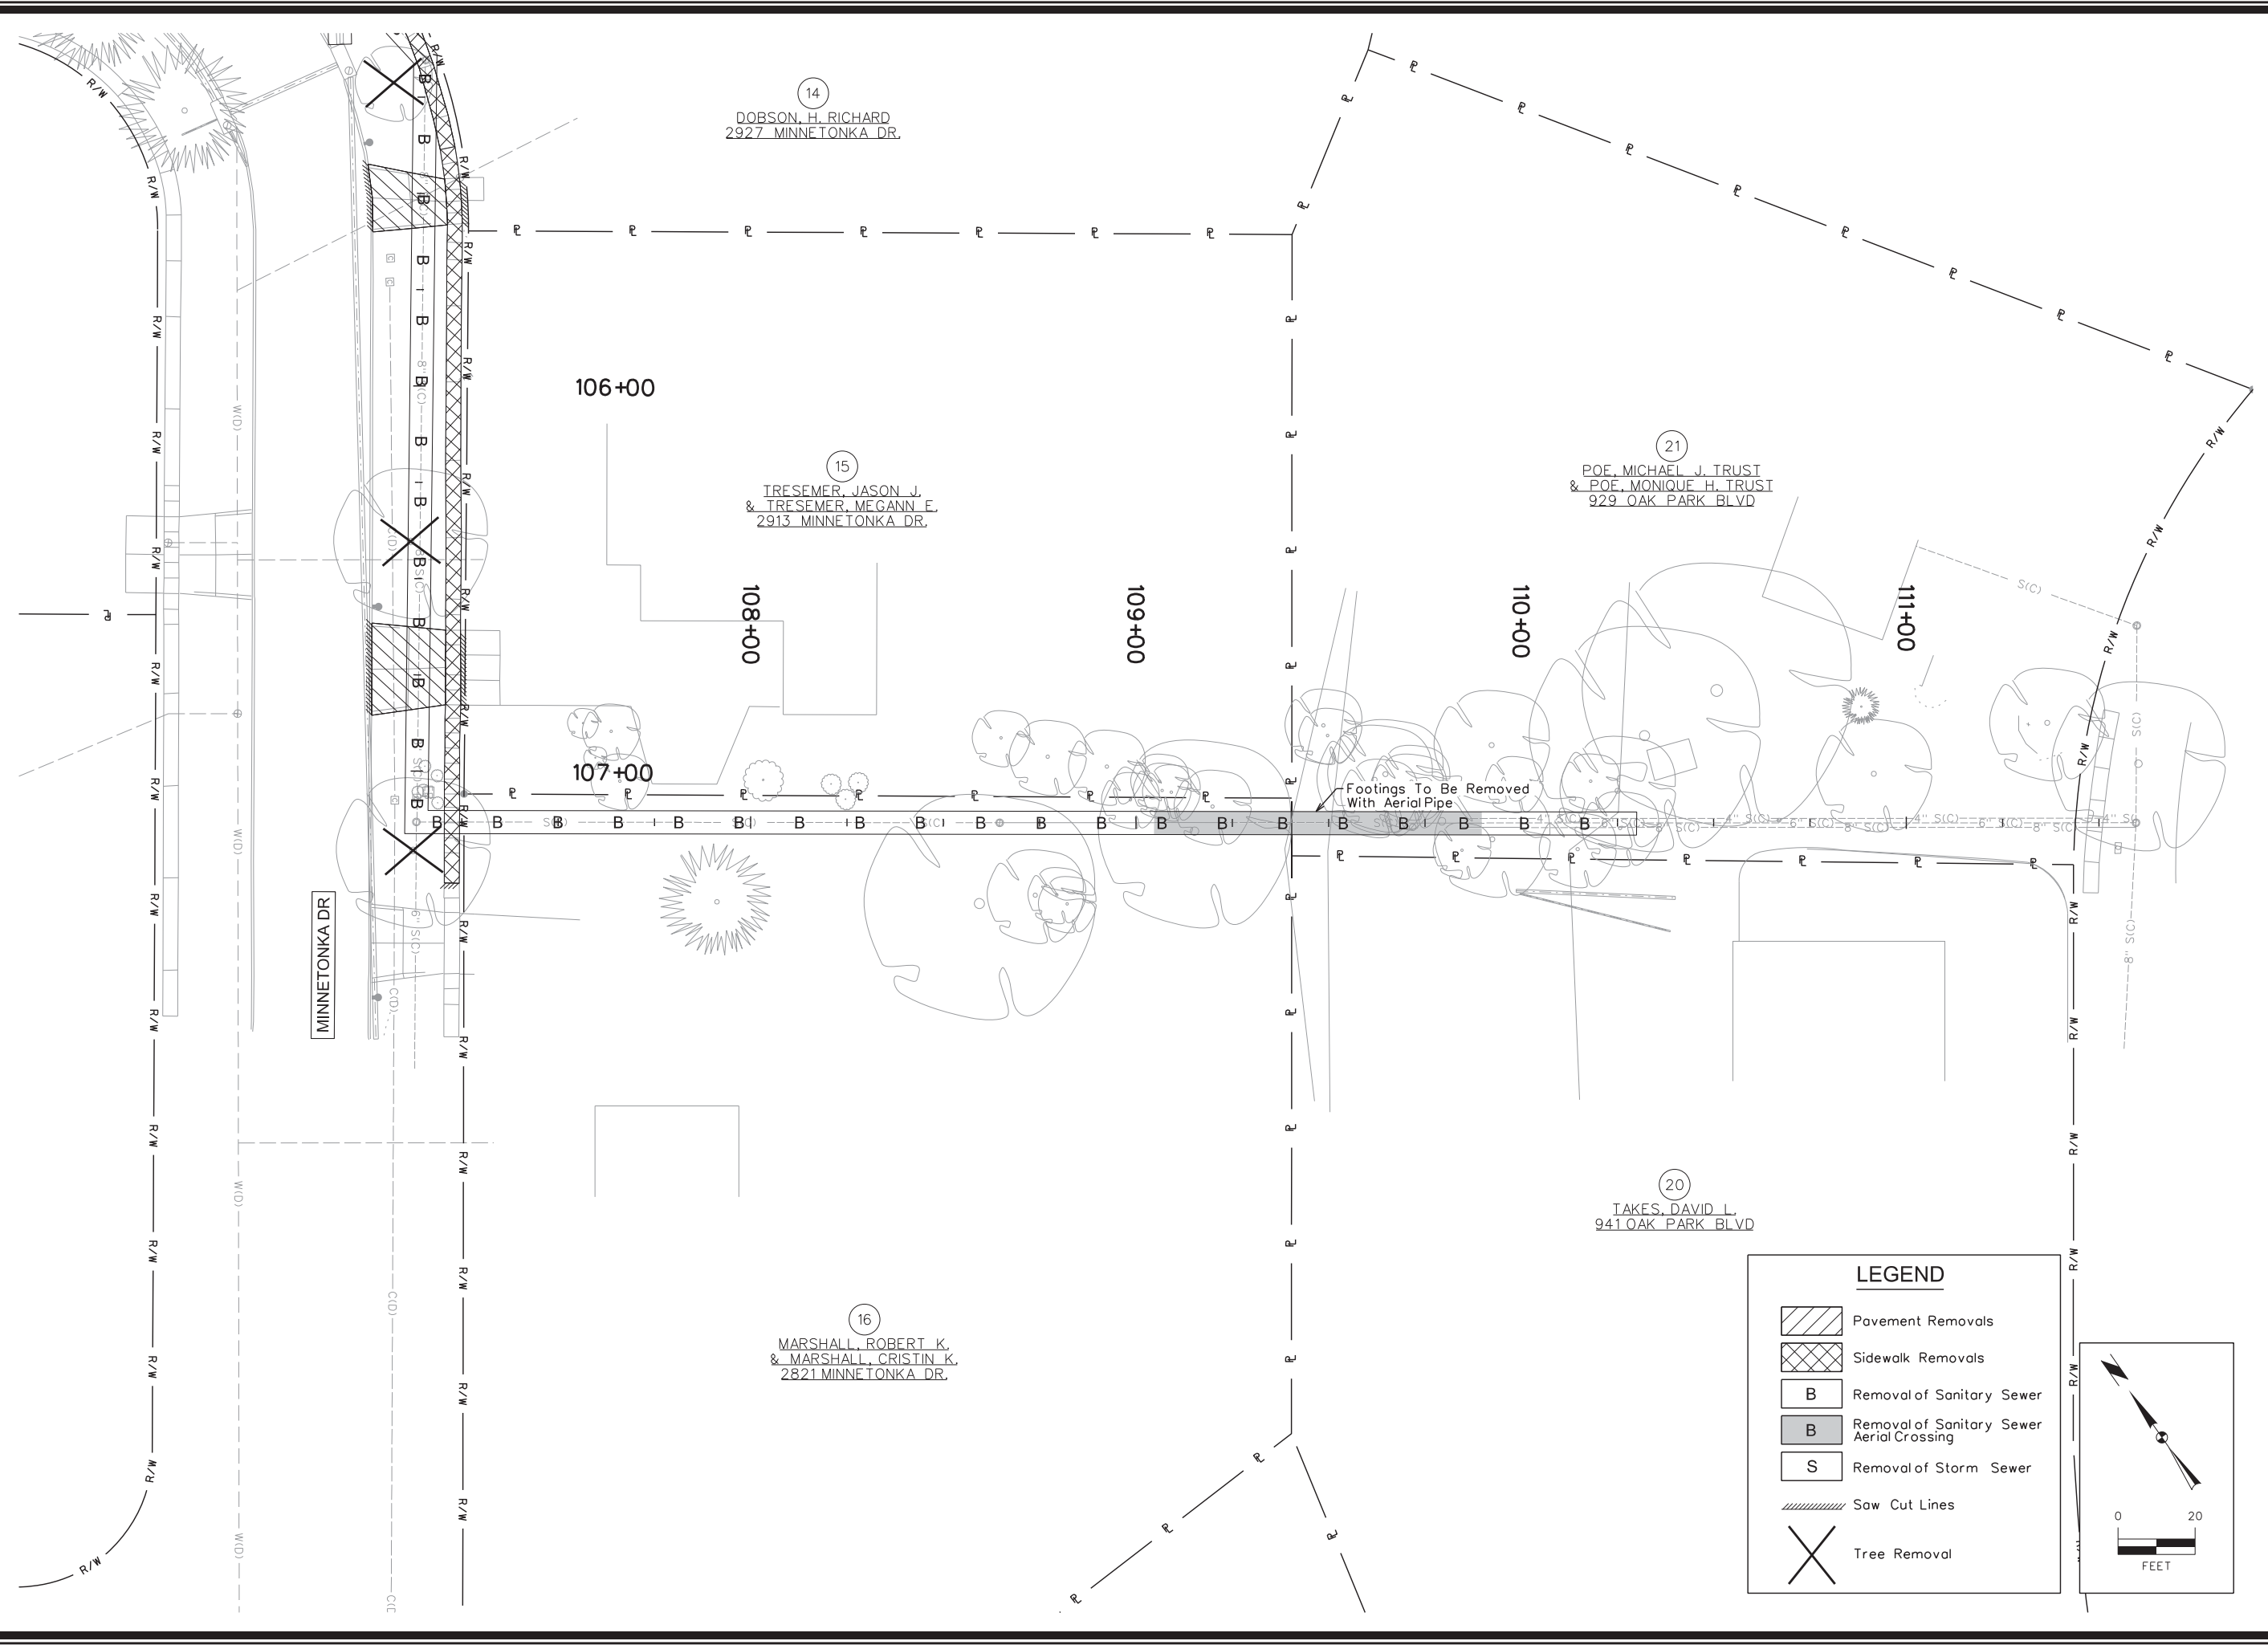 14
DOBSON, H. RICHARD
2927 MINNETONKA DR.
106+00
15
TRESEMER, JASON J.
& TRESEMER, MEGANN E.
2913 MINNETONKA DR.
21
POE, MICHAEL J. TRUST
& POE, MONIQUE H. TRUST
929 OAK PARK BLVD
108+00
109+00
110+00
111+00
107+00
Footings To Be Removed
With Aerial Pipe
MINNETONKA DR
20
TAKES, DAVID L.
941 OAK PARK BLVD
16
MARSHALL, ROBERT K.
& MARSHALL, CRISTIN K.
2821 MINNETONKA DR.
LEGEND
Pavement Removals
Sidewalk Removals
B Removal of Sanitary Sewer
B Removal of Sanitary Sewer
Aerial Crossing
S Removal of Storm Sewer
Saw Cut Lines
Tree Removal
0 20
FEET
R/W
W(D)
C(D)
S(C)
8" S(C)
6" S(C)
4" S(C)